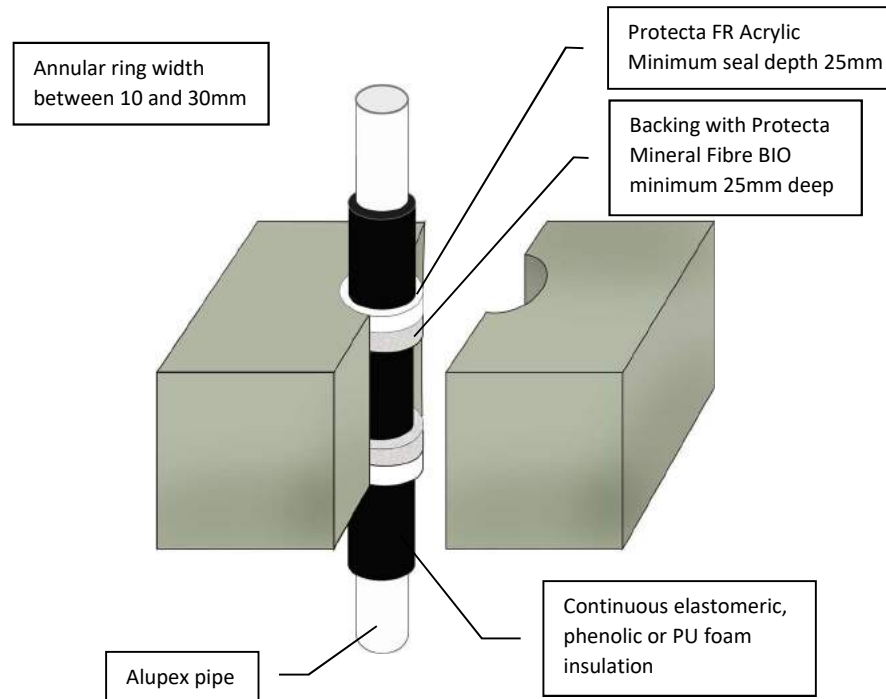 Annular ring width
between 10 and 30mm
Protecta FR Acrylic
Minimum seal depth 25mm
Backing with Protecta
Mineral Fibre BIO
minimum 25mm deep
Continuous elastomeric,
phenolic or PU foam
insulation
Alupex pipe